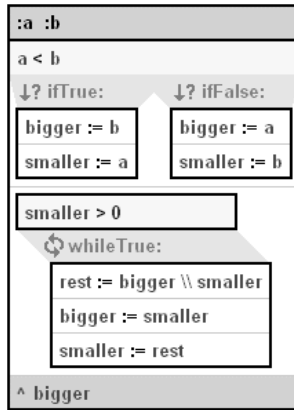 :a :b
a < b
↓? ifTrue: ↓? ifFalse:
bigger := b bigger := a
smaller := a smaller := b
smaller > 0
whileTrue:
rest := bigger \\ smaller
bigger := smaller
smaller := rest
^ bigger